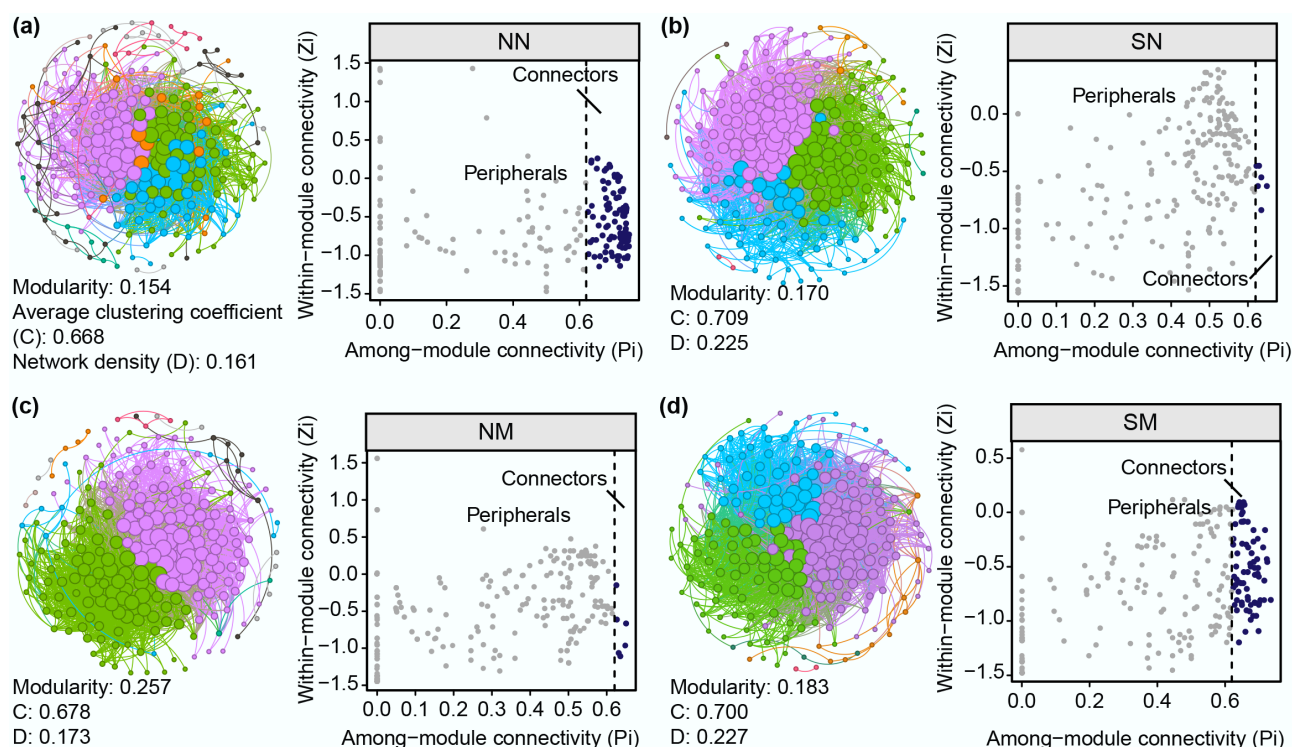 (a)
NN
Within−module connectivity (Zi)
1.5
1.0
0.5
0.0
−0.5
−1.0
−1.5
Connectors
Peripherals
0.0 0.2 0.4 0.6
Among−module connectivity (Pi)
Modularity: 0.154
Average clustering coefficient
(C): 0.668
Network density (D): 0.161
(b)
SN
Within−module connectivity (Zi)
0.0
−0.5
−1.0
−1.5
Peripherals
Connectors
0.0 0.1 0.2 0.3 0.4 0.5 0.6
Among−module connectivity (Pi)
Modularity: 0.170
C: 0.709
D: 0.225
(c)
NM
Within−module connectivity (Zi)
1.5
1.0
0.5
0.0
−0.5
−1.0
−1.5
Connectors
Peripherals
0.0 0.1 0.2 0.3 0.4 0.5 0.6
Among−module connectivity (Pi)
Modularity: 0.257
C: 0.678
D: 0.173
(d)
SM
Within−module connectivity (Zi)
0.5
0.0
−0.5
−1.0
−1.5
Connectors
Peripherals
0.0 0.2 0.4 0.6
Among−module connectivity (Pi)
Modularity: 0.183
C: 0.700
D: 0.227